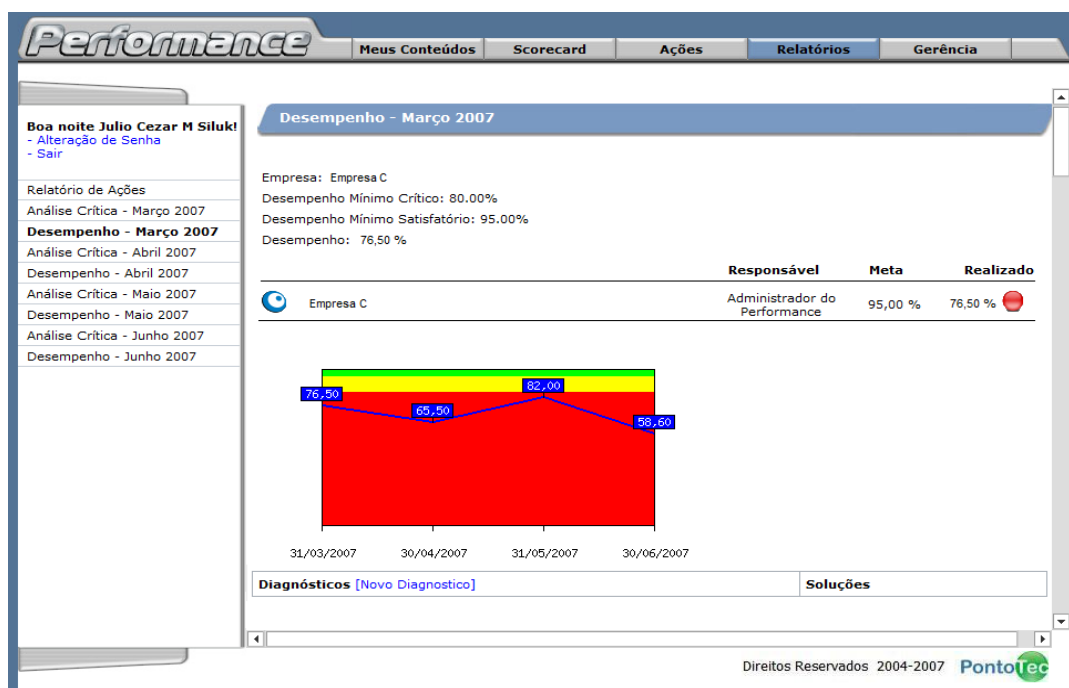 Performance
Meus Conteúdos Scorecard Ações Relatórios Gerência
Boa noite Julio Cezar M Siluk!
- Alteração de Senha
- Sair
Relatório de Ações
Análise Crítica - Março 2007
Desempenho - Março 2007
Análise Crítica - Abril 2007
Desempenho - Abril 2007
Análise Crítica - Maio 2007
Desempenho - Maio 2007
Análise Crítica - Junho 2007
Desempenho - Junho 2007
Desempenho - Março 2007
Empresa: Empresa C
Desempenho Mínimo Crítico: 80.00%
Desempenho Mínimo Satisfatório: 95.00%
Desempenho: 76,50 %
Responsável Meta Realizado
Empresa C Administrador do Performance 95,00 % 76,50 %
76,50 65,50 82,00 58,60
31/03/2007 30/04/2007 31/05/2007 30/06/2007
Diagnósticos [Novo Diagnostico] Soluções
Direitos Reservados 2004-2007 PontoTec